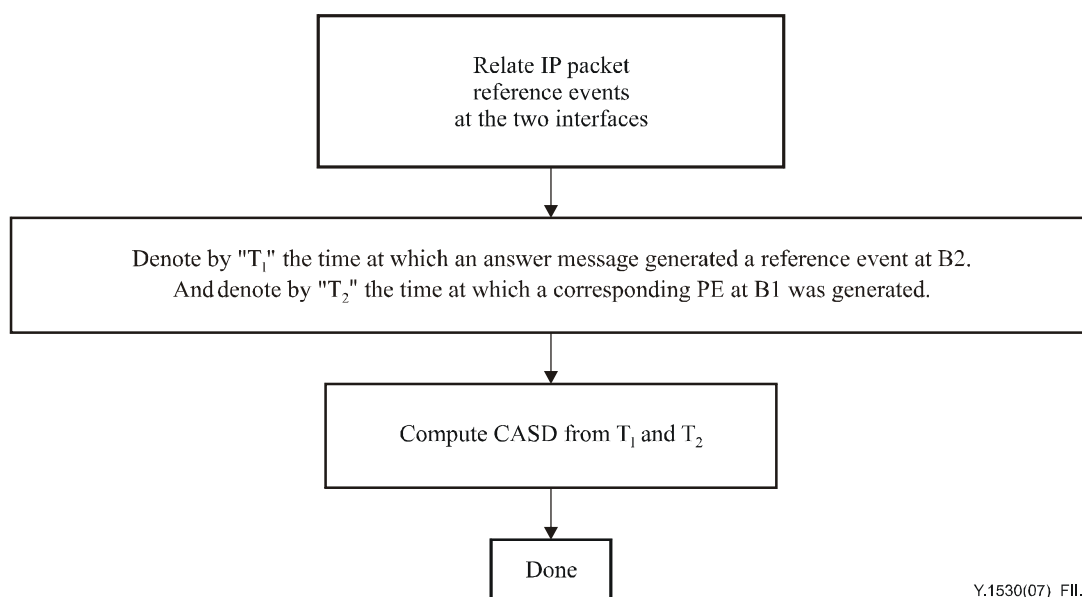 Relate IP packet
reference events
at the two interfaces
Denote by "T₁" the time at which an answer message generated a reference event at B2.
And denote by "T₂" the time at which a corresponding PE at B1 was generated.
Compute CASD from T₁ and T₂
Done
Y.1530(07)_FII.